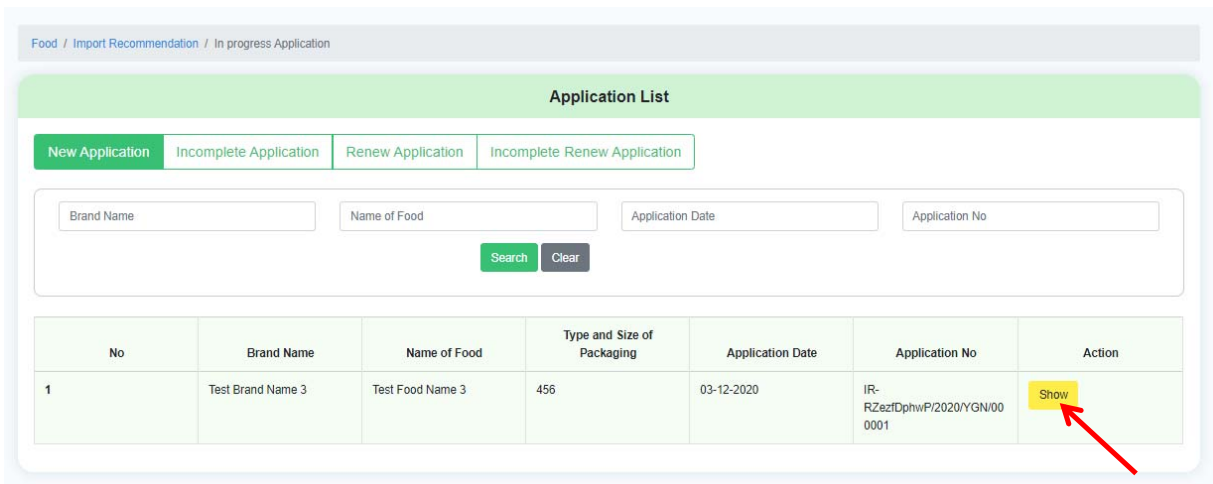 Food / Import Recommendation / In progress Application
Application List
New Application Incomplete Application Renew Application Incomplete Renew Application
Brand Name Name of Food Application Date Application No
Search Clear
No Brand Name Name of Food Type and Size of Packaging Application Date Application No Action
1 Test Brand Name 3 Test Food Name 3 456 03-12-2020 IR- Show
RZezfDphwP/2020/YGN/00
0001